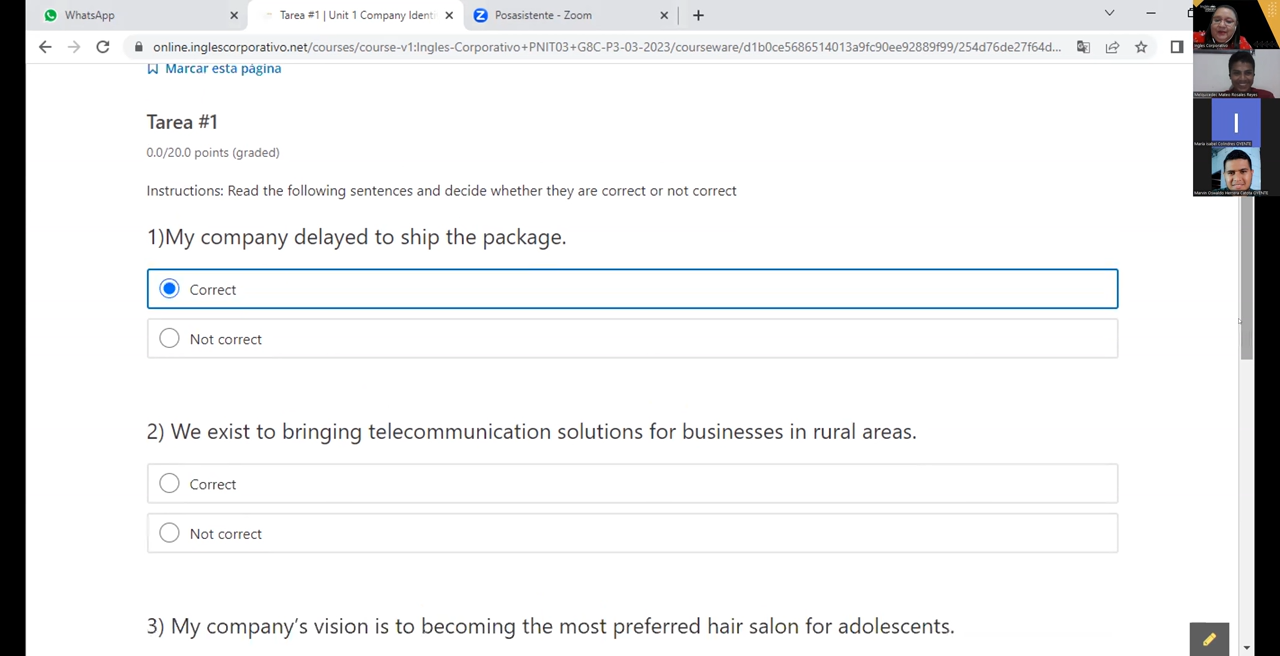 WhatsApp
Tarea #1 | Unit 1 Company Identi
Posasistente - Zoom
online.inglescorporativo.net/courses/course-v1:Ingles-Corporativo+PNIT03+G8C-P3-03-2023/courseware/d1b0ce5686514013a9fc90ee92889f99/254d76de27f64d...
Marcar esta página
Tarea #1
0.0/20.0 points (graded)
Instructions: Read the following sentences and decide whether they are correct or not correct
1)My company delayed to ship the package.
Correct
Not correct
2) We exist to bringing telecommunication solutions for businesses in rural areas.
Correct
Not correct
3) My company’s vision is to becoming the most preferred hair salon for adolescents.
Ingles Corporativo
I